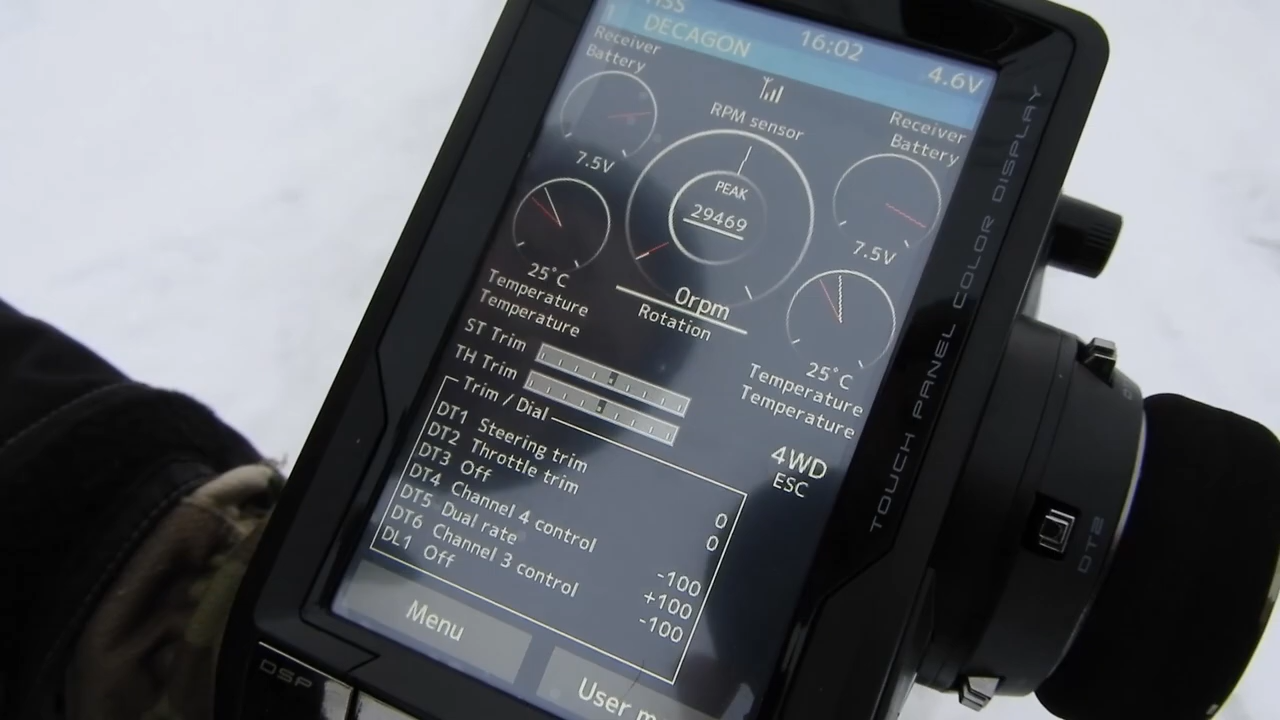 DECAGON
16:02
4.6V
Receiver
Battery
7.5V
RPM sensor
PEAK
29469
0rpm
Rotation
Receiver
Battery
7.5V
25°C
Temperature
Temperature
25°C
Temperature
Temperature
ST Trim
TH Trim
Trim / Dial
DT1 Steering trim 0
DT2 Throttle trim 0
DT3 Off
DT4 Channel 4 control -100
DT5 Dual rate +100
DT6 Channel 3 control -100
DL1 Off
4WD
ESC
Menu
User
TOUCH PANEL COLOR DISPLAY
DSP
DT2